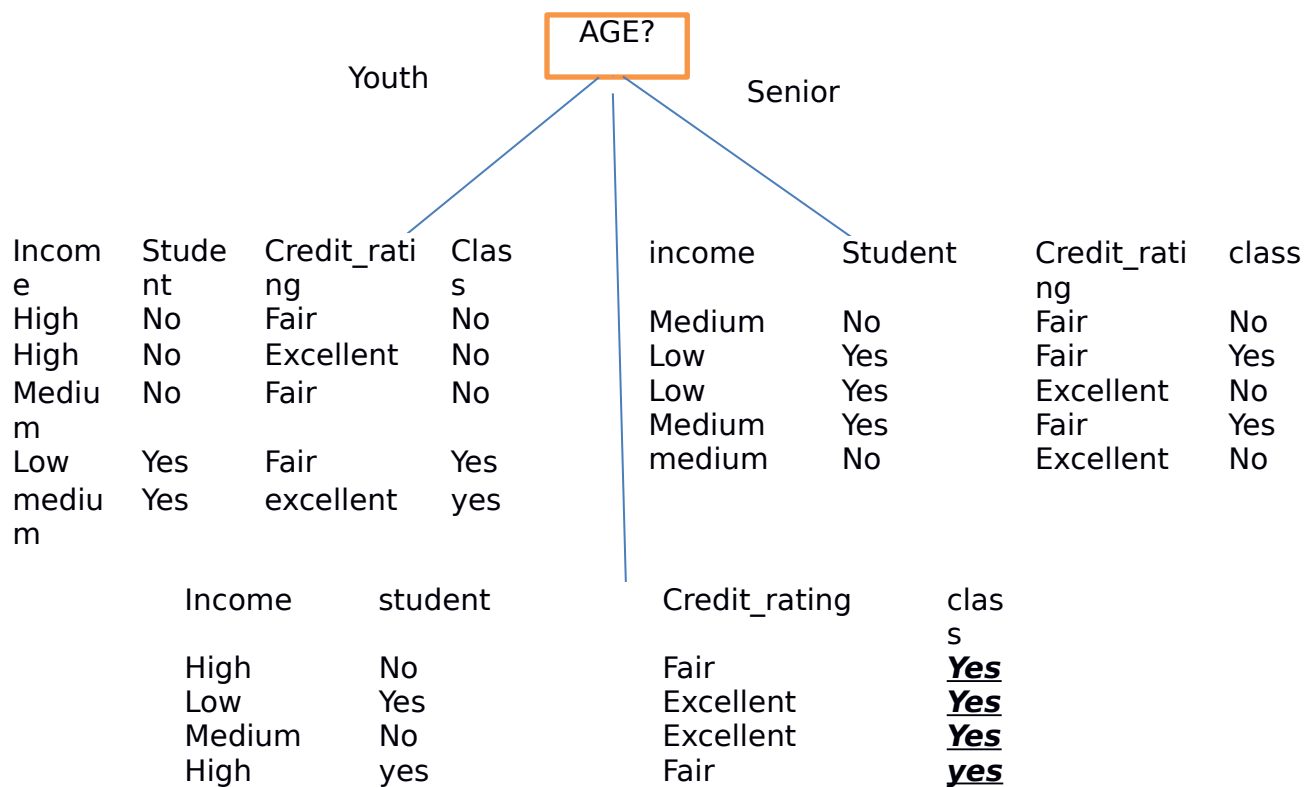 AGE?
Youth
Senior
Incom Stude Credit_rati Clas
e nt ng s
High No Fair No
High No Excellent No
Mediu No Fair No
m
Low Yes Fair Yes
mediu Yes excellent yes
m
income Student Credit_rati class
ng
Medium No Fair No
Low Yes Fair Yes
Low Yes Excellent No
Medium Yes Fair Yes
medium No Excellent No
Income student Credit_rating clas
s
High No Fair Yes
Low Yes Excellent Yes
Medium No Excellent Yes
High yes Fair yes